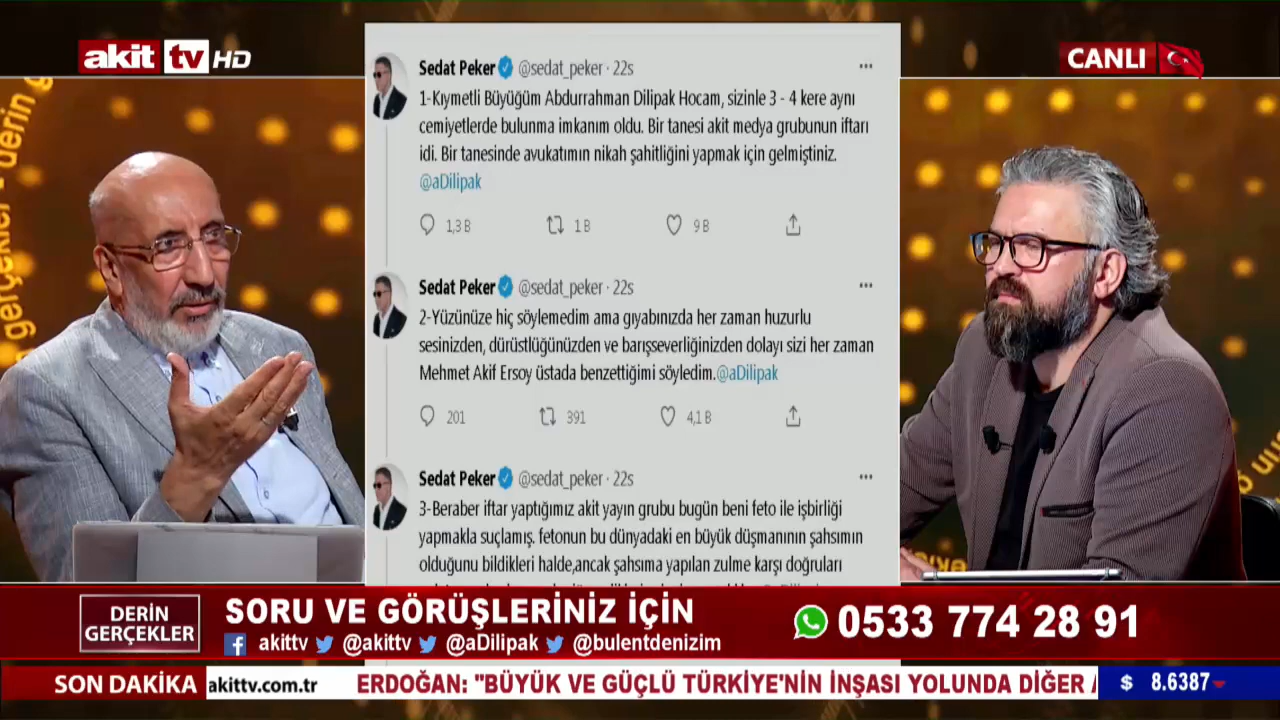 akit tv HD
CANLI
derin g
gerçekler - derin
Sedat Peker @sedat_peker · 22s
1-Kıymetli Büyüğüm Abdurrahman Dilipak Hocam, sizinle 3 - 4 kere aynı
cemiyetlerde bulunma imkanım oldu. Bir tanesi akit medya grubunun iftarı
idi. Bir tanesinde avukatımın nikah şahitliğini yapmak için gelmiştiniz.
@aDilipak
1,3 B 1 B 9 B
Sedat Peker @sedat_peker · 22s
2-Yüzünüze hiç söylemedim ama gıyabınızda her zaman huzurlu
sesinizden, dürüstlüğünüzden ve barışseverliğinizden dolayı sizi her zaman
Mehmet Akif Ersoy üstada benzettiğimi söyledim.@aDilipak
201 391 4,1 B
Sedat Peker @sedat_peker · 22s
3-Beraber iftar yaptığımız akit yayın grubu bugün beni feto ile işbirliği
yapmakla suçlamış. fetonun bu dünyadaki en büyük düşmanının şahsımın
olduğunu bildikleri halde,ancak şahsıma yapılan zulme karşı doğruları
DERİN
GERÇEKLER
SORU VE GÖRÜŞLERİNİZ İÇİN
akittv @akittv @aDilipak @bulentdenizim
0533 774 28 91
SON DAKİKA
akittv.com.tr
ERDOĞAN: "BÜYÜK VE GÜÇLÜ TÜRKİYE'NİN İNŞASI YOLUNDA DİĞER A
$ 8.6387